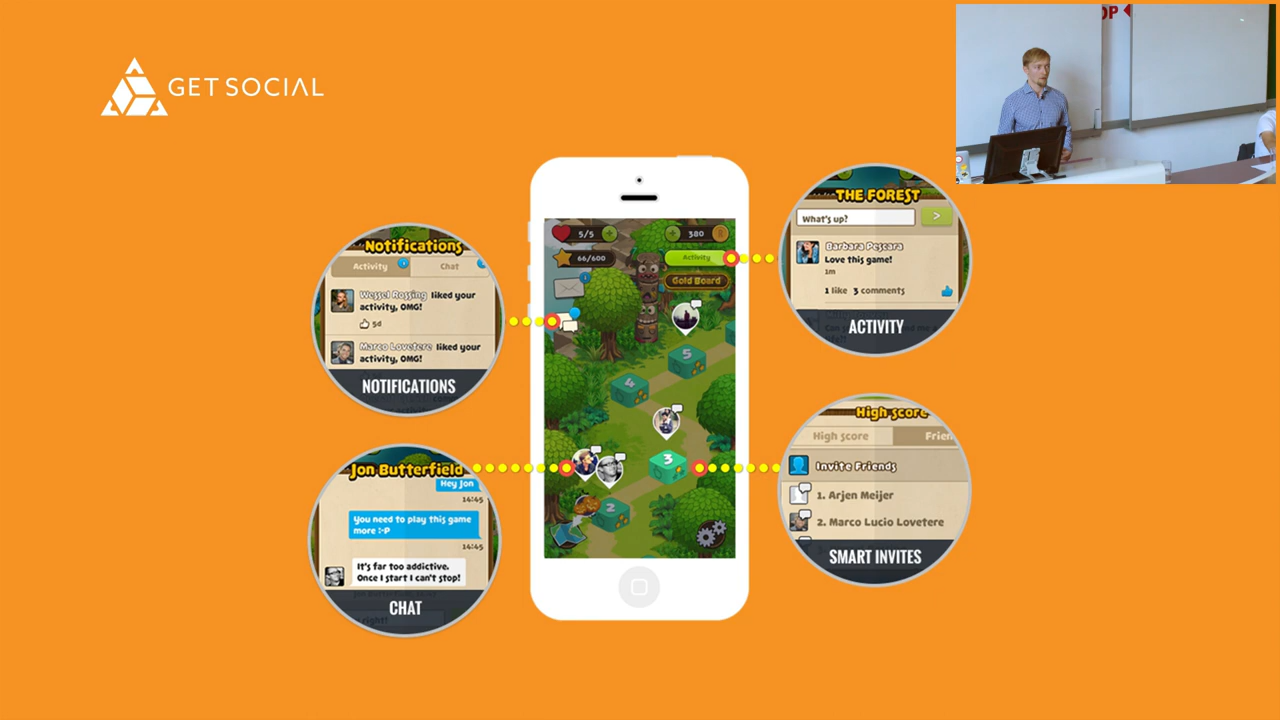 GET SOCIAL
OP
Notifications
Activity
Chat
Wessel Rossing liked your
activity, OMG!
5d
Marco Lovetere liked your
activity, OMG!
NOTIFICATIONS
Jon Butterfield
Hey Jon
14:45
You need to play this game
more :-P
14:45
It's far too addictive.
Once I start I can't stop!
right?
CHAT
5/5
380
66/600
Activity
Gold Board
5
4
3
2
THE FOREST
What's up?
>
Barbara Pescara
Love this game!
1m
1 like 3 comments
ACTIVITY
High score
High score
Frien
Invite Friends
1. Arjen Meijer
2. Marco Lucio Lovetere
SMART INVITES